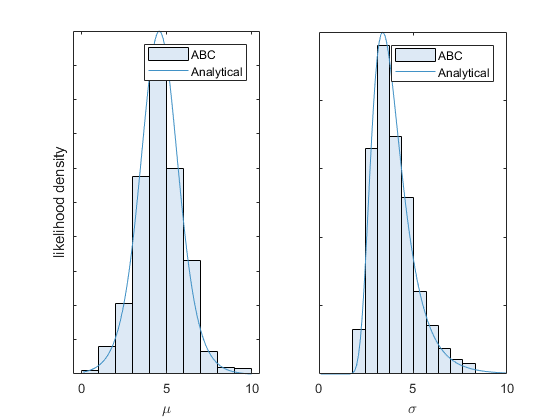 ABC
Analytical
likelihood density
0 5 10
μ
ABC
Analytical
0 5 10
σ